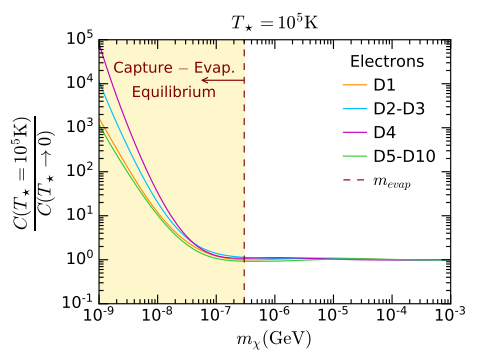 T⋆ = 10⁵K
10⁵
10⁴
10³
10²
10¹
10⁰
10⁻¹
C(T⋆ = 10⁵K)
C(T⋆ → 0)
Capture − Evap.
Equilibrium
Electrons
D1
D2-D3
D4
D5-D10
m_evap
10⁻⁹ 10⁻⁸ 10⁻⁷ 10⁻⁶ 10⁻⁵ 10⁻⁴ 10⁻³
m_χ(GeV)